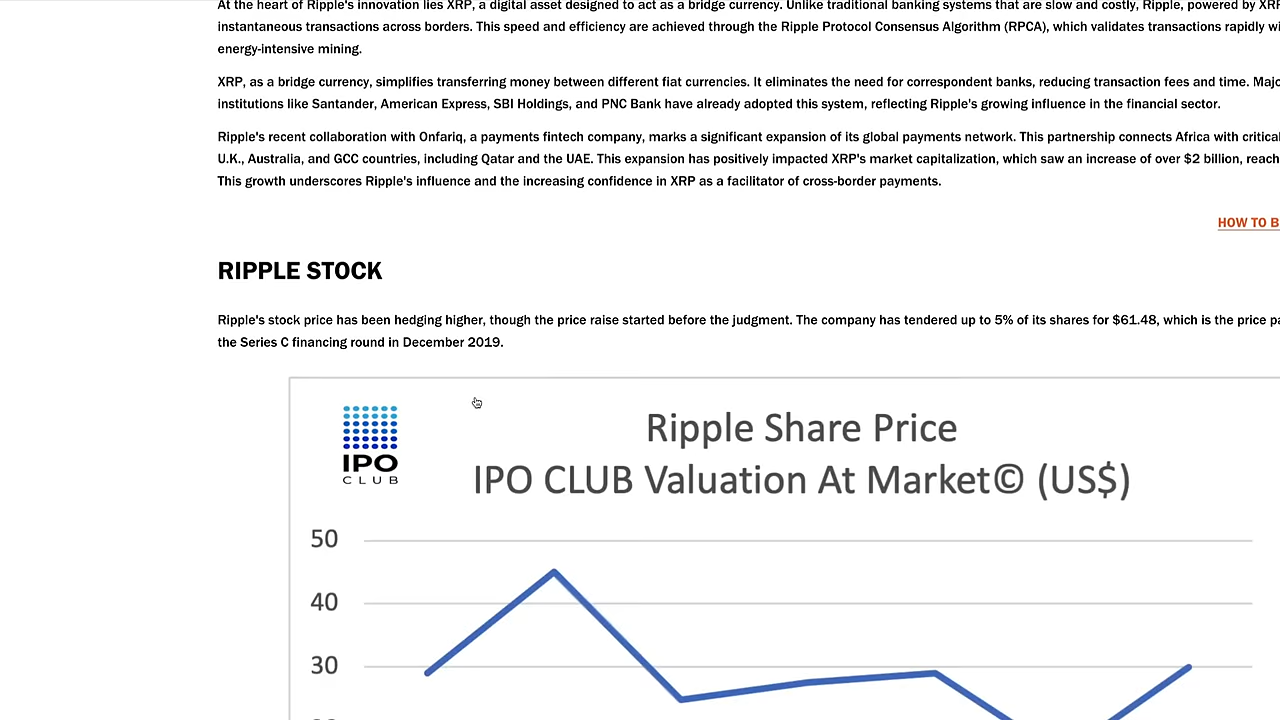 At the heart of Ripple's innovation lies XRP, a digital asset designed to act as a bridge currency. Unlike traditional banking systems that are slow and costly, Ripple, powered by XRP
instantaneous transactions across borders. This speed and efficiency are achieved through the Ripple Protocol Consensus Algorithm (RPCA), which validates transactions rapidly
energy-intensive mining.
XRP, as a bridge currency, simplifies transferring money between different fiat currencies. It eliminates the need for correspondent banks, reducing transaction fees and time.
institutions like Santander, American Express, SBI Holdings, and PNC Bank have already adopted this system, reflecting Ripple's growing influence in the financial sector.
Ripple's recent collaboration with Onfariq, a payments fintech company, marks a significant expansion of its global payments network. This partnership connects Africa with
U.K., Australia, and GCC countries, including Qatar and the UAE. This expansion has positively impacted XRP's market capitalization, which saw an increase of over $2 billion,
This growth underscores Ripple's influence and the increasing confidence in XRP as a facilitator of cross-border payments.
HOW TO B
RIPPLE STOCK
Ripple's stock price has been hedging higher, though the price raise started before the judgment. The company has tendered up to 5% of its shares for $61.48, which is the price
the Series C financing round in December 2019.
IPO
CLUB
Ripple Share Price
IPO CLUB Valuation At Market© (US$)
50
40
30